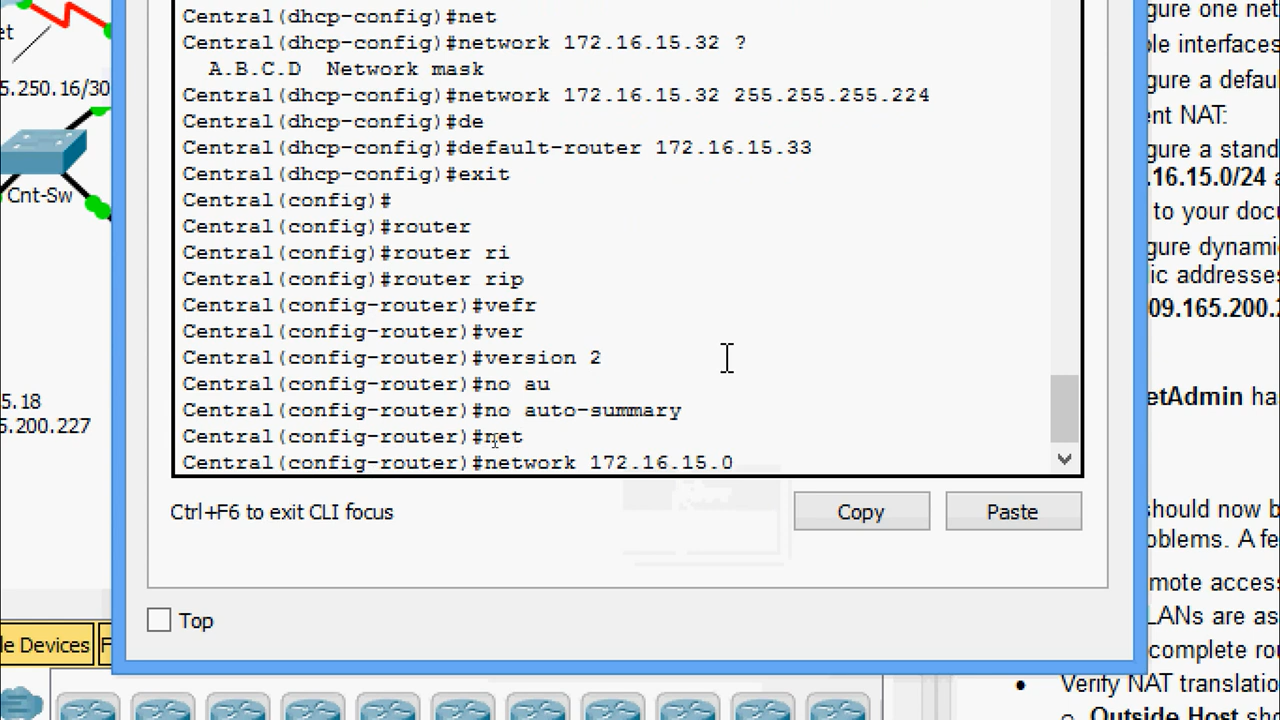 Central(dhcp-config)#net
Central(dhcp-config)#network 172.16.15.32 ?
A.B.C.D  Network mask
Central(dhcp-config)#network 172.16.15.32 255.255.255.224
Central(dhcp-config)#de
Central(dhcp-config)#default-router 172.16.15.33
Central(dhcp-config)#exit
Central(config)#
Central(config)#router
Central(config)#router ri
Central(config)#router rip
Central(config-router)#vefr
Central(config-router)#ver
Central(config-router)#version 2
Central(config-router)#no au
Central(config-router)#no auto-summary
Central(config-router)#net
Central(config-router)#network 172.16.15.0
Ctrl+F6 to exit CLI focus
Copy
Paste
Top
et
5.250.16/30
Cnt-Sw
5.18
5.200.227
le Devices
F
gure one net
ble interfaces
gure a defaul
ent NAT:
gure a stand
.16.15.0/24 a
to your docu
gure dynami
ic addresses
09.165.200.2
etAdmin ha
should now b
oblems. A fe
mote access
LANs are as
complete rou
● Verify NAT translatio
o Outside Host sho